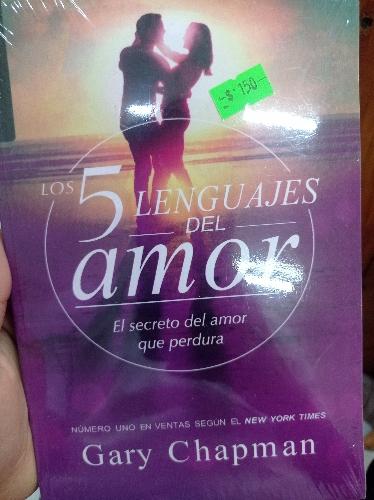 $ 150
LOS 5 LENGUAJES
DEL
amor
El secreto del amor
que perdura
NÚMERO UNO EN VENTAS SEGÚN EL NEW YORK TIMES
Gary Chapman